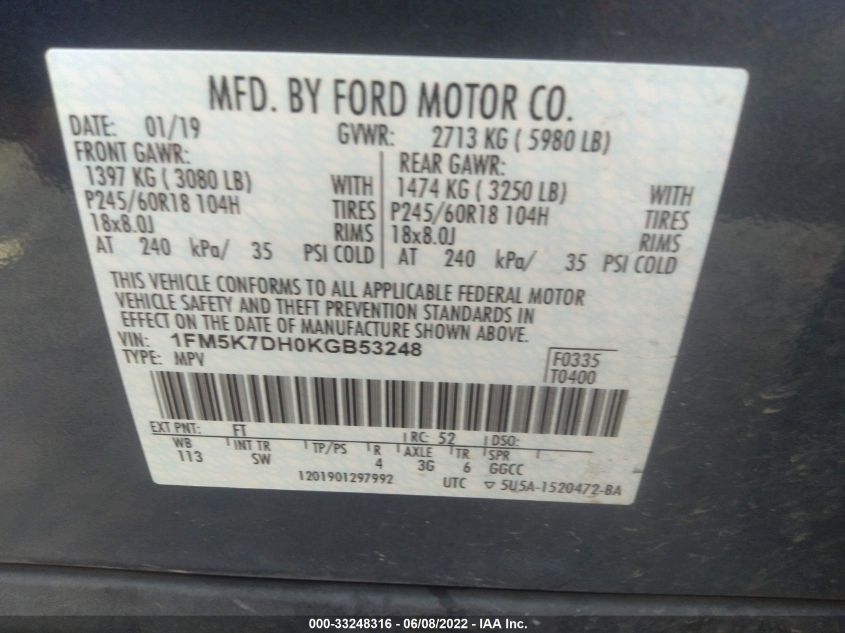 MFD. BY FORD MOTOR CO.
DATE: 01/19 GVWR: 2713 KG ( 5980 LB)
FRONT GAWR: REAR GAWR:
1397 KG ( 3080 LB) WITH 1474 KG ( 3250 LB) WITH
P245/60R18 104H TIRES P245/60R18 104H TIRES
18x8.0J RIMS 18x8.0J RIMS
AT 240 kPa/ 35 PSI COLD AT 240 kPa/ 35 PSI COLD
THIS VEHICLE CONFORMS TO ALL APPLICABLE FEDERAL MOTOR
VEHICLE SAFETY AND THEFT PREVENTION STANDARDS IN
EFFECT ON THE DATE OF MANUFACTURE SHOWN ABOVE.
VIN: 1FM5K7DH0KGB53248 F0335
TYPE: MPV T0400
EXT PNT: FT RC: 52 DSO:
WB INT TR TP/PS R AXLE TR SPR
113 SW 4 3G 6 GGCC
1201901297992 UTC ▽ 5U5A-1520472-BA
000-33248316 - 06/08/2022 - IAA Inc.